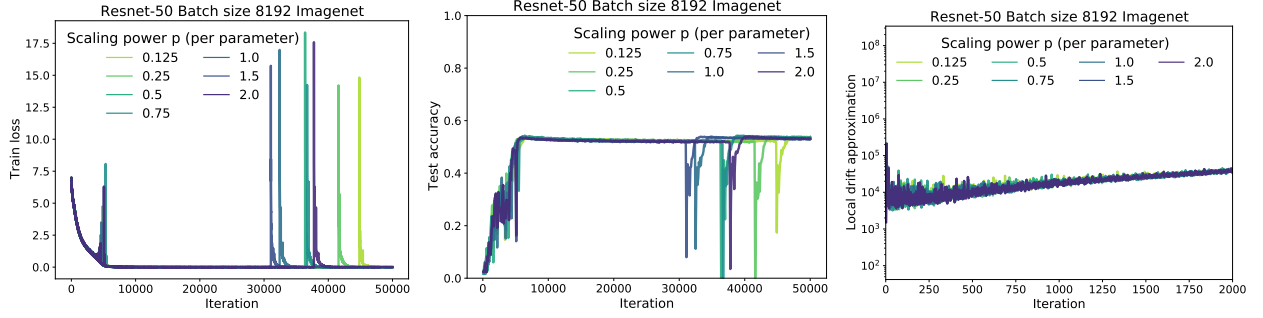 Resnet-50 Batch size 8192 Imagenet
Train loss
17.5
15.0
12.5
10.0
7.5
5.0
2.5
0.0
Scaling power p (per parameter)
0.125 1.0
0.25 1.5
0.5 2.0
0.75
0 10000 20000 30000 40000 50000
Iteration
Resnet-50 Batch size 8192 Imagenet
Test accuracy
1.0
0.8
0.6
0.4
0.2
0.0
Scaling power p (per parameter)
0.125 0.75 1.5
0.25 1.0 2.0
0.5
0 10000 20000 30000 40000 50000
Iteration
Resnet-50 Batch size 8192 Imagenet
Local drift approximation
10⁸
10⁷
10⁶
10⁵
10⁴
10³
10²
Scaling power p (per parameter)
0.125 0.5 1.0 2.0
0.25 0.75 1.5
0 250 500 750 1000 1250 1500 1750 2000
Iteration